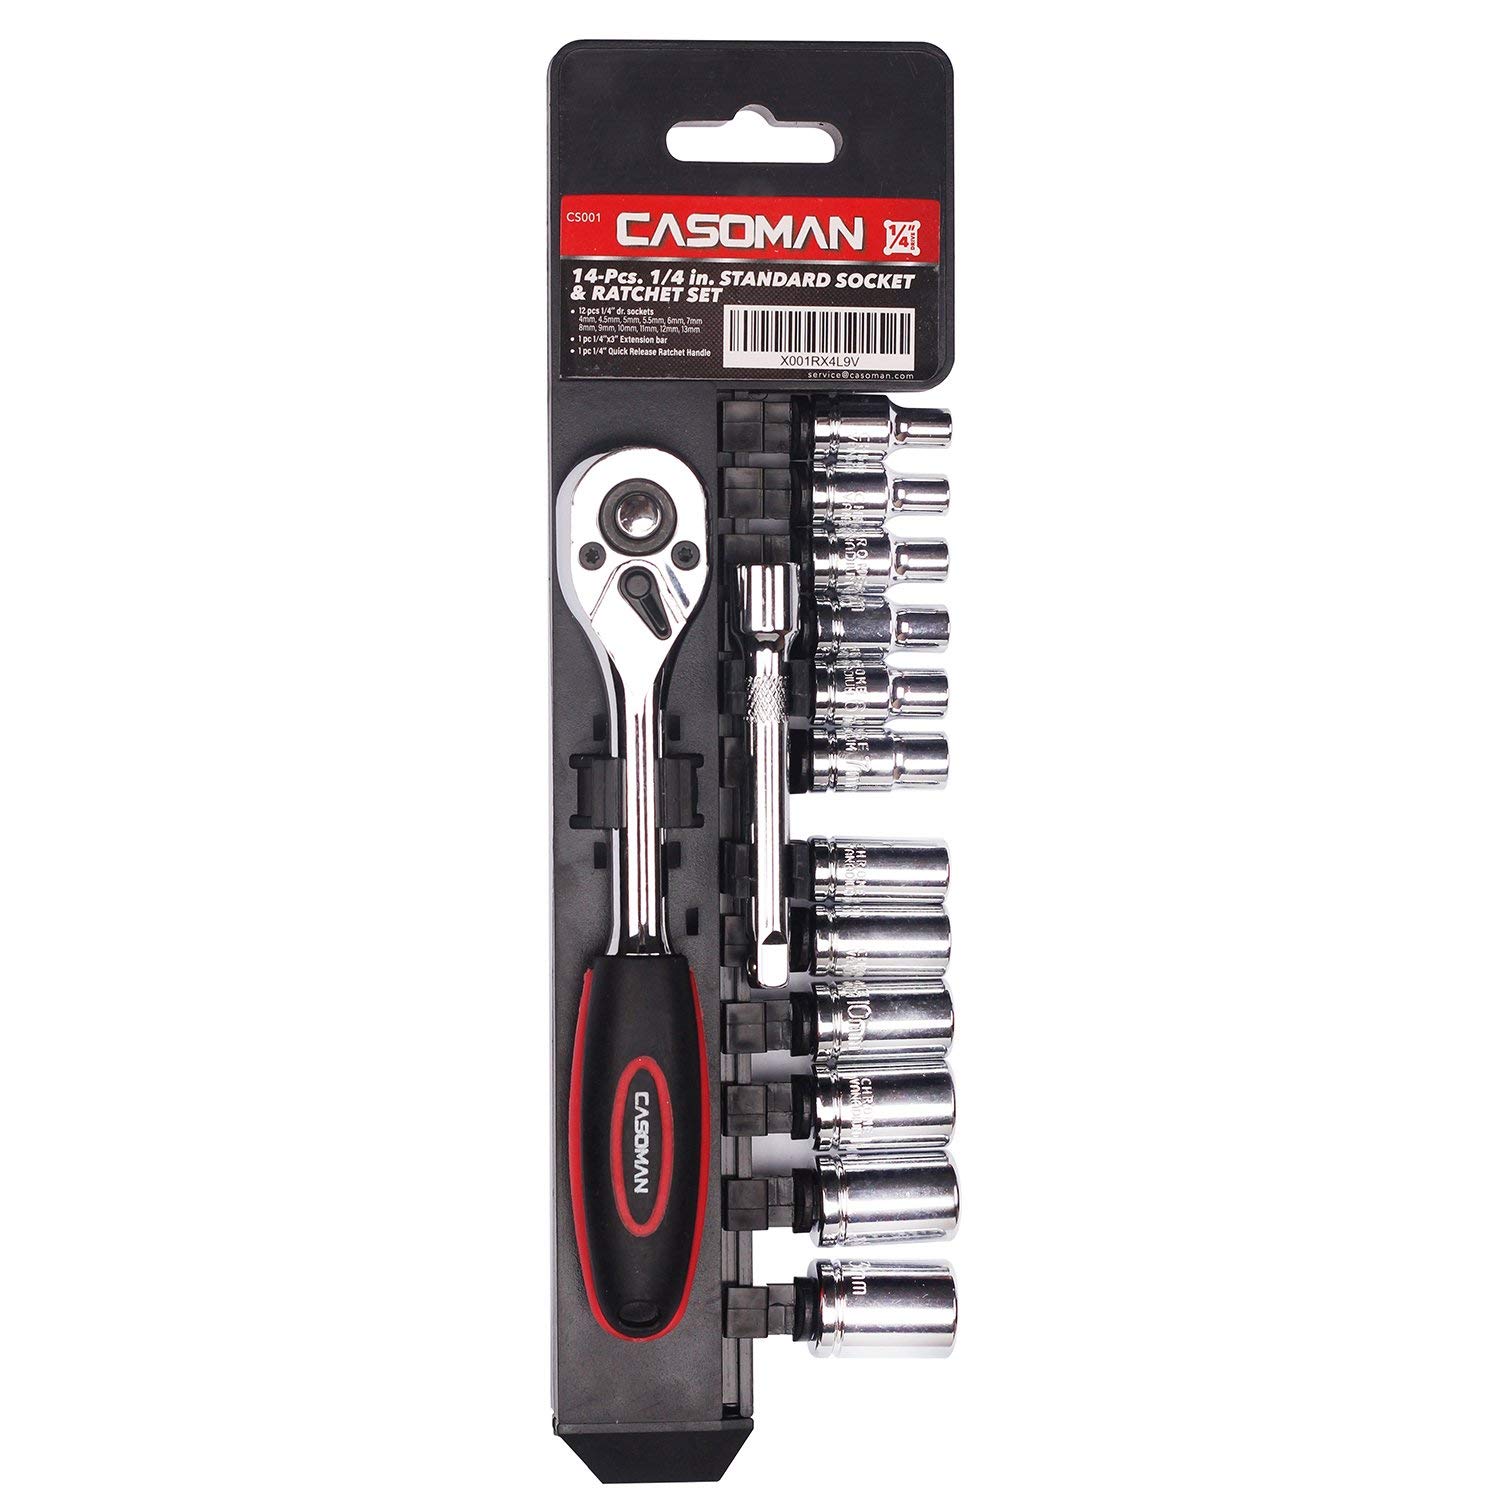 CS001
CASOMAN
1/4" DRIVE
14-Pcs. 1/4 in. STANDARD SOCKET
& RATCHET SET
• 12 pcs 1/4" dr. sockets
4mm, 4.5mm, 5mm, 5.5mm, 6mm, 7mm
8mm, 9mm, 10mm, 11mm, 12mm, 13mm
• 1 pc 1/4"x3" Extension bar
• 1 pc 1/4" Quick Release Ratchet Handle
X001RX4L9V
service@casoman.com
10mm
CHROME
CASOMAN